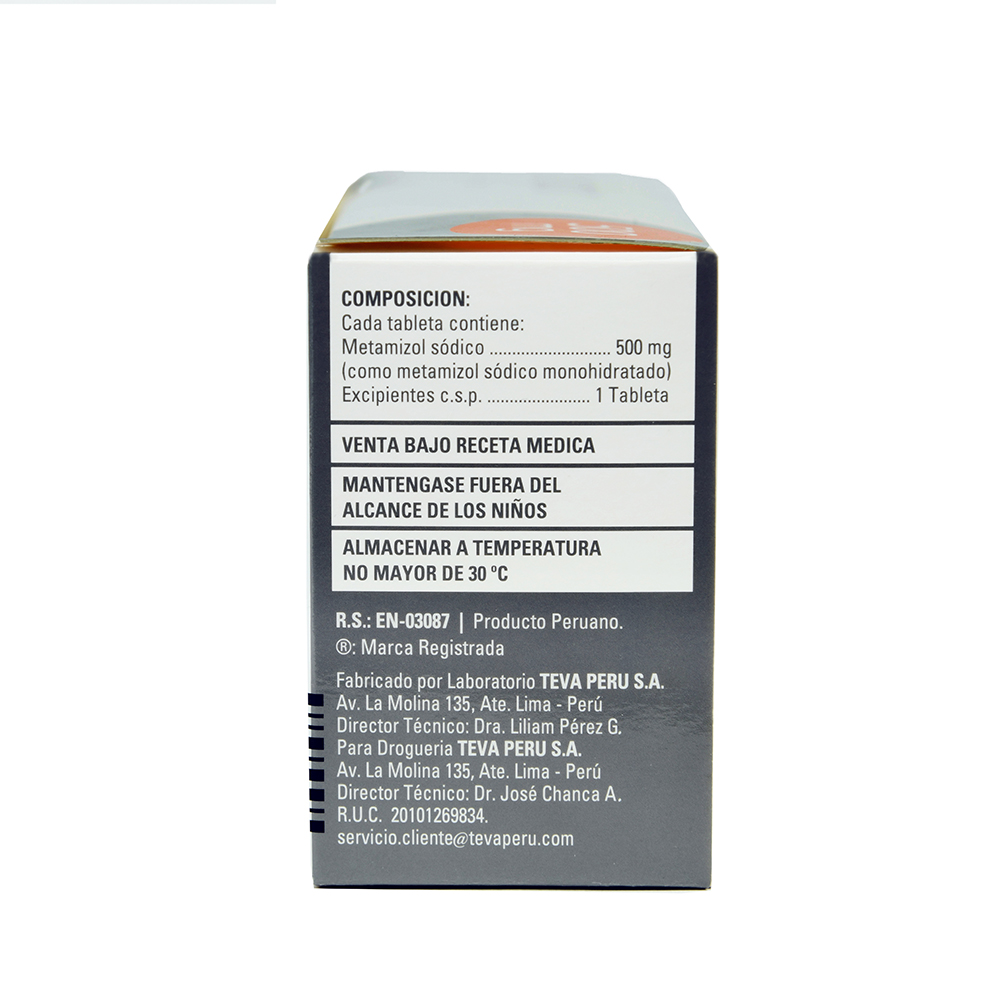 500
mg
COMPOSICION:
Cada tableta contiene:
Metamizol sódico ............................ 500 mg
(como metamizol sódico monohidratado)
Excipientes c.s.p. ........................ 1 Tableta
VENTA BAJO RECETA MEDICA
MANTENGASE FUERA DEL
ALCANCE DE LOS NIÑOS
ALMACENAR A TEMPERATURA
NO MAYOR DE 30 ºC
R.S.: EN-03087 | Producto Peruano.
®: Marca Registrada
Fabricado por Laboratorio TEVA PERU S.A.
Av. La Molina 135, Ate. Lima - Perú
Director Técnico: Dra. Liliam Pérez G.
Para Drogueria TEVA PERU S.A.
Av. La Molina 135, Ate. Lima - Perú
Director Técnico: Dr. José Chanca A.
R.U.C. 20101269834.
servicio.cliente@tevaperu.com